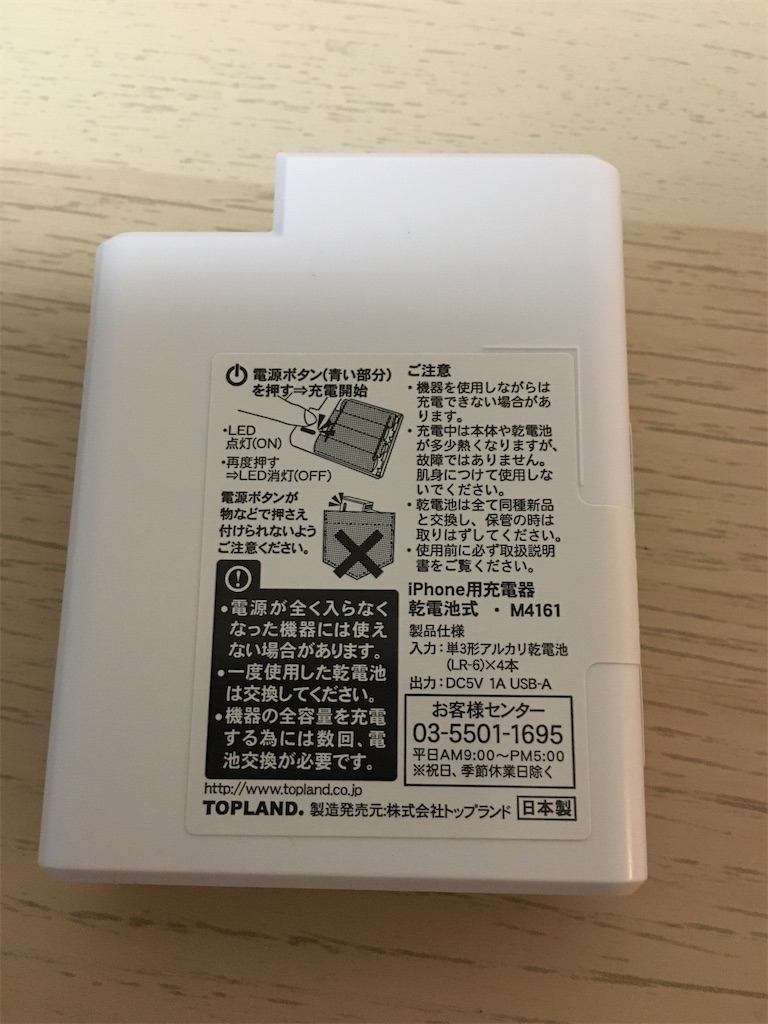 電源ボタン(青い部分)
を押す⇒充電開始
・LED
点灯(ON)
・再度押す
⇒LED消灯(OFF)
電源ボタンが
物などで押さえ
付けられないよう
ご注意ください。
●電源が全く入らなく
なった機器には使え
ない場合があります。
●一度使用した乾電池
は交換してください。
●機器の全容量を充電
する為には数回、電
池交換が必要です。
ご注意
・機器を使用しながらは
充電できない場合があ
ります。
・充電中は本体や乾電池
が多少熱くなりますが、
故障ではありません。
肌身につけて使用しな
いでください。
・乾電池は全て同種新品
と交換し、保管の時は
取りはずしてください。
・使用前に必ず取扱説明
書をご覧ください。
iPhone用充電器
乾電池式 ・ M4161
製品仕様
入力:単3形アルカリ乾電池
(LR-6)×4本
出力:DC5V 1A USB-A
お客様センター
03-5501-1695
平日AM9:00～PM5:00
※祝日、季節休業日除く
http://www.topland.co.jp
TOPLAND. 製造発売元:株式会社トップランド 日本製